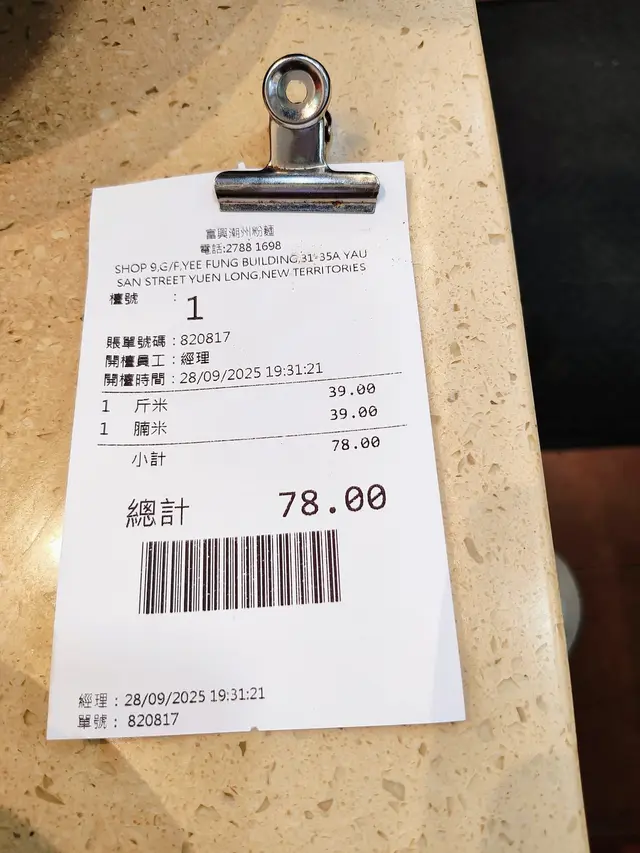 富興潮州粉麵
電話:2788 1698
SHOP 9,G/F,YEE FUNG BUILDING,31-35A YAU
SAN STREET YUEN LONG,NEW TERRITORIES
檯號 : 1
賬單號碼:820817
開檯員工:經理
開檯時間:28/09/2025 19:31:21
1 斤米 39.00
1 腩米 39.00
小計 78.00
總計 78.00
經理:28/09/2025 19:31:21
單號: 820817